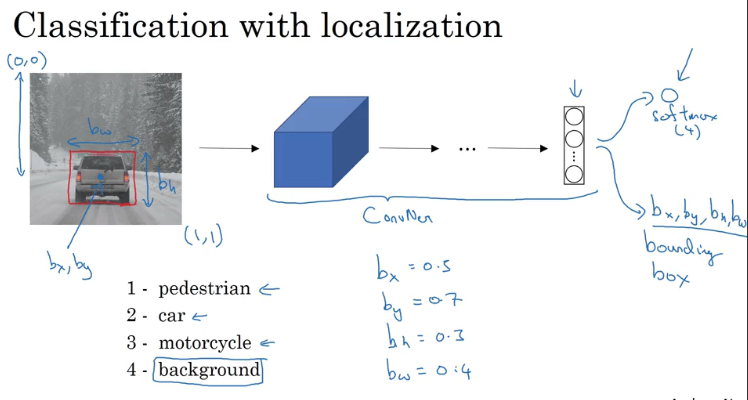 Classification with localization
(0,0)
bw
bh
bx, by
(1,1)
...
ConvNet
softmax
(4)
bx, by, bh, bw
bounding
box
1 - pedestrian
2 - car
3 - motorcycle
4 - background
bx = 0.5
by = 0.7
bh = 0.3
bw = 0.4